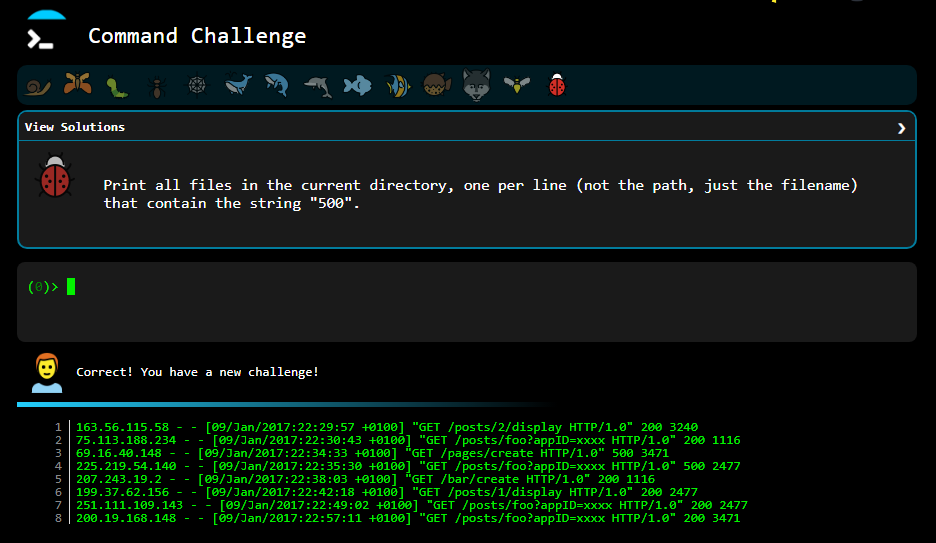 Command Challenge
View Solutions
Print all files in the current directory, one per line (not the path, just the filename)
that contain the string "500".
(0)>
Correct! You have a new challenge!
1 163.56.115.58 - - [09/Jan/2017:22:29:57 +0100] "GET /posts/2/display HTTP/1.0" 200 3240
2 75.113.188.234 - - [09/Jan/2017:22:30:43 +0100] "GET /posts/foo?appID=xxxx HTTP/1.0" 200 1116
3 69.16.40.148 - - [09/Jan/2017:22:34:33 +0100] "GET /pages/create HTTP/1.0" 500 3471
4 225.219.54.140 - - [09/Jan/2017:22:35:30 +0100] "GET /posts/foo?appID=xxxx HTTP/1.0" 500 2477
5 207.243.19.2 - - [09/Jan/2017:22:38:03 +0100] "GET /bar/create HTTP/1.0" 200 1116
6 199.37.62.156 - - [09/Jan/2017:22:42:18 +0100] "GET /posts/1/display HTTP/1.0" 200 2477
7 251.111.109.143 - - [09/Jan/2017:22:49:02 +0100] "GET /posts/foo?appID=xxxx HTTP/1.0" 200 2477
8 200.19.168.148 - - [09/Jan/2017:22:57:11 +0100] "GET /posts/foo?appID=xxxx HTTP/1.0" 200 3471